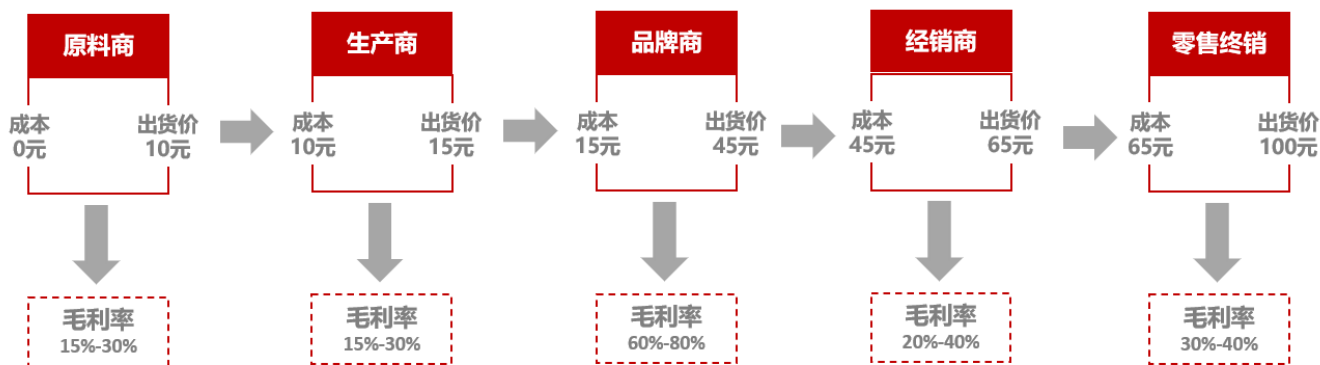 原料商
生产商
品牌商
经销商
零售终销
成本
0元
出货价
10元
成本
10元
出货价
15元
成本
15元
出货价
45元
成本
45元
出货价
65元
成本
65元
出货价
100元
毛利率
15%-30%
毛利率
15%-30%
毛利率
60%-80%
毛利率
20%-40%
毛利率
30%-40%